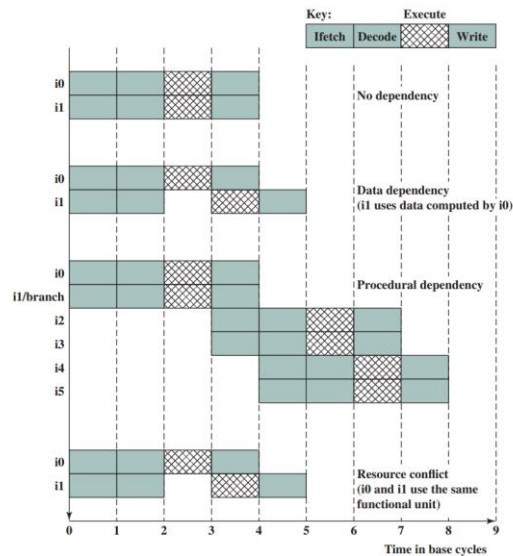 Key:
Execute
Ifetch Decode Write
i0
i1
No dependency
i0
i1
Data dependency
(i1 uses data computed by i0)
i0
i1/branch
Procedural dependency
i2
i3
i4
i5
i0
i1
Resource conflict
(i0 and i1 use the same
functional unit)
0 1 2 3 4 5 6 7 8 9
Time in base cycles